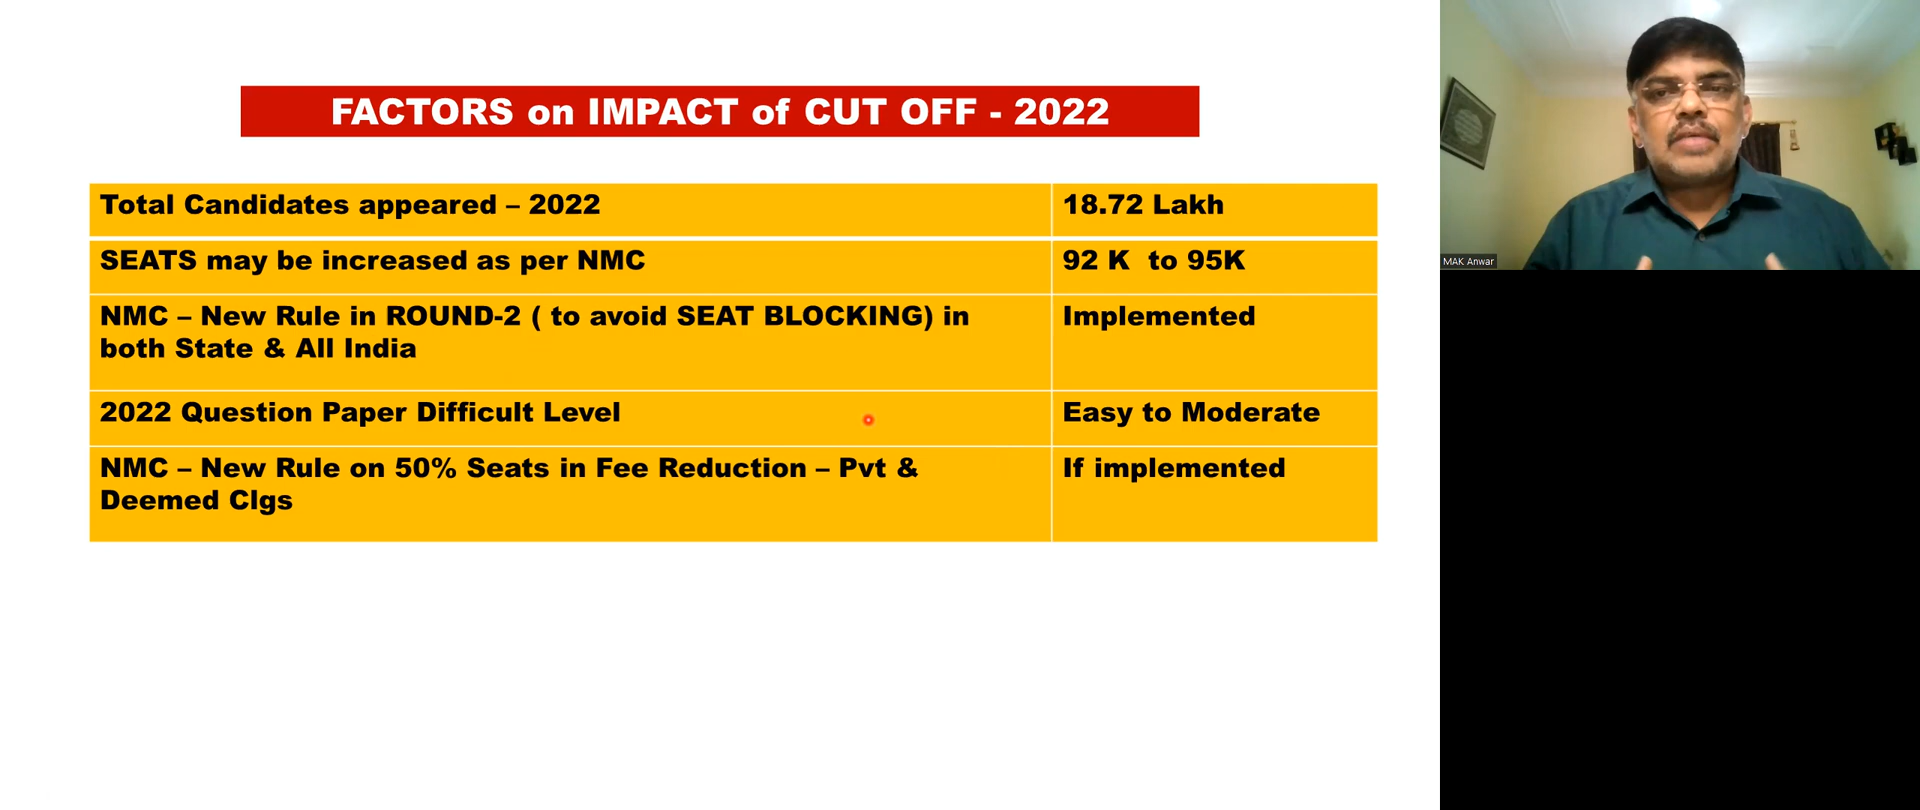 FACTORS on IMPACT of CUT OFF - 2022
Total Candidates appeared – 2022
18.72 Lakh
SEATS may be increased as per NMC
92 K to 95K
NMC – New Rule in ROUND-2 ( to avoid SEAT BLOCKING) in
both State & All India
Implemented
2022 Question Paper Difficult Level
Easy to Moderate
NMC – New Rule on 50% Seats in Fee Reduction – Pvt &
Deemed Clgs
If implemented
MAK Anwar